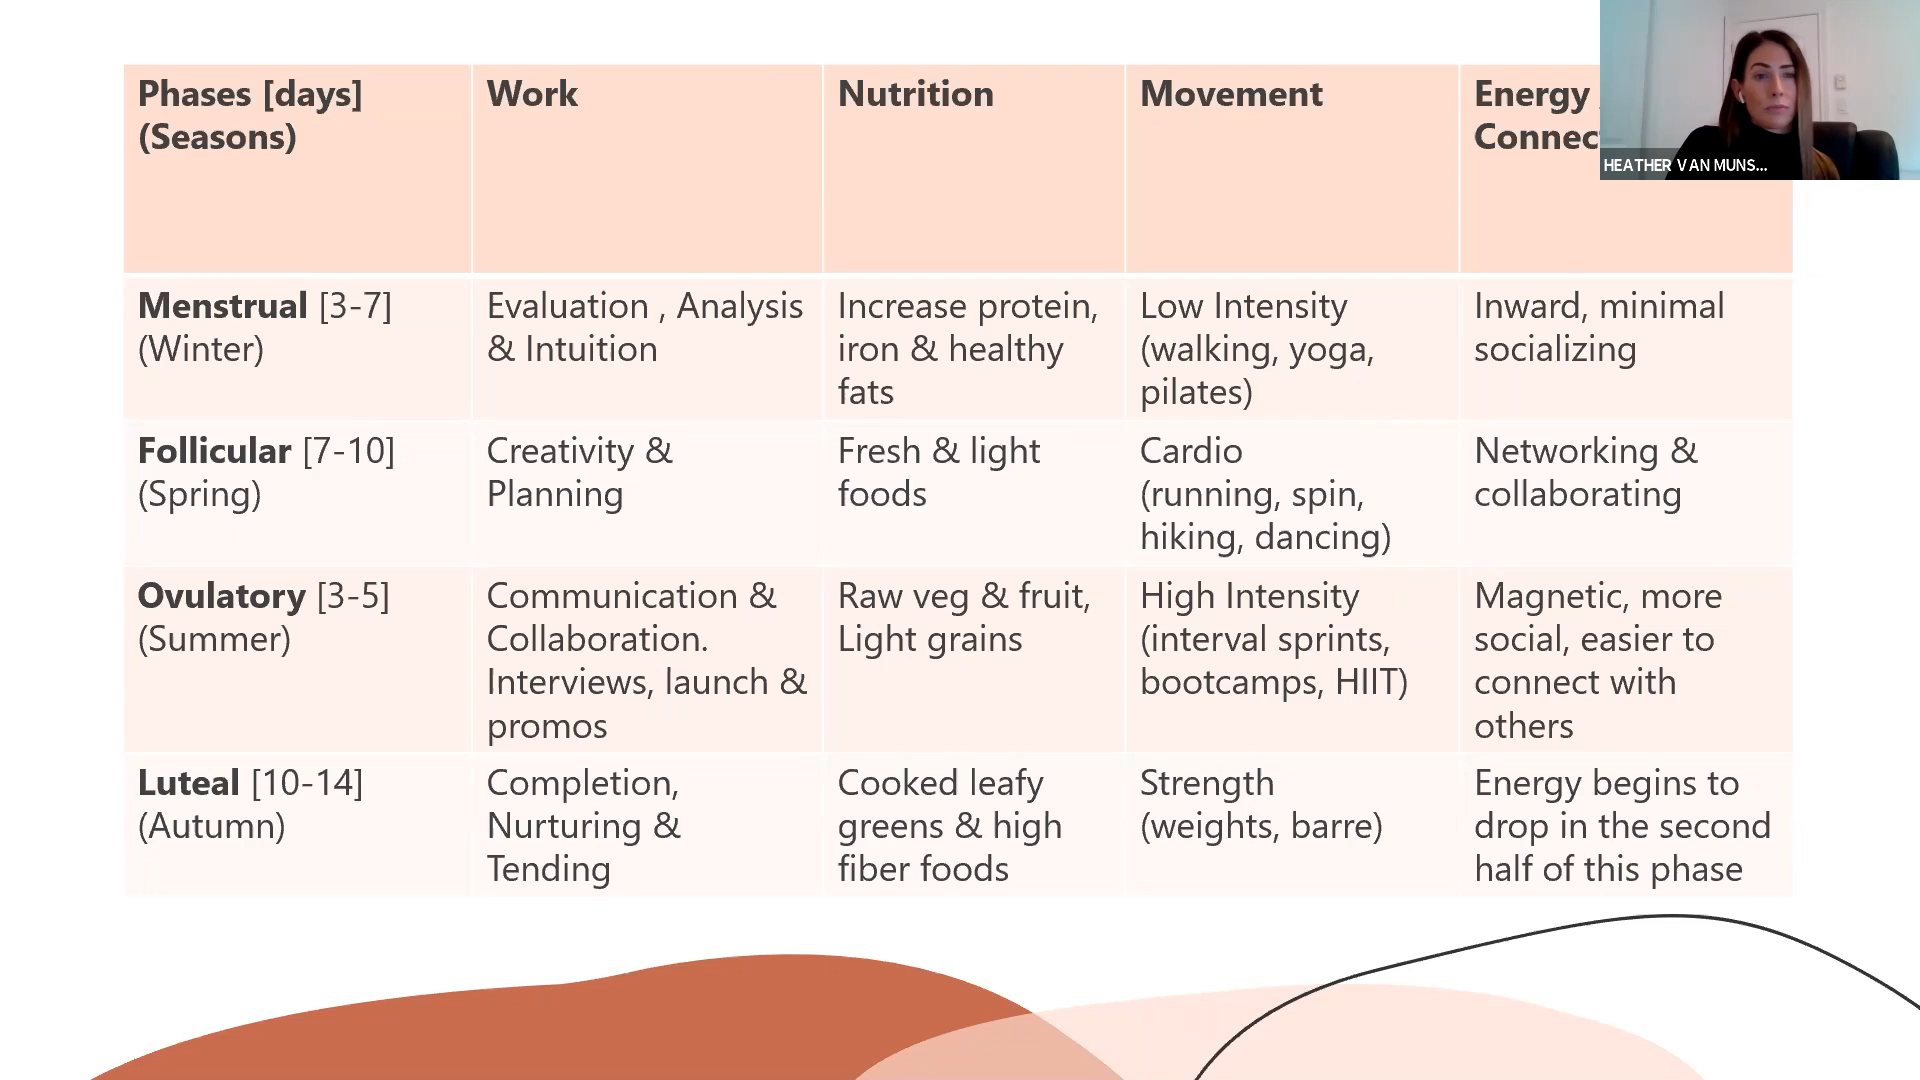 Phases [days]
(Seasons)
Work
Nutrition
Movement
Energy
HEATHER VAN MUNS...
Menstrual [3-7]
(Winter)
Evaluation , Analysis
& Intuition
Increase protein,
iron & healthy
fats
Low Intensity
(walking, yoga,
pilates)
Inward, minimal
socializing
Follicular [7-10]
(Spring)
Creativity &
Planning
Fresh & light
foods
Cardio
(running, spin,
hiking, dancing)
Networking &
collaborating
Ovulatory [3-5]
(Summer)
Communication &
Collaboration.
Interviews, launch &
promos
Raw veg & fruit,
Light grains
High Intensity
(interval sprints,
bootcamps, HIIT)
Magnetic, more
social, easier to
connect with
others
Luteal [10-14]
(Autumn)
Completion,
Nurturing &
Tending
Cooked leafy
greens & high
fiber foods
Strength
(weights, barre)
Energy begins to
drop in the second
half of this phase